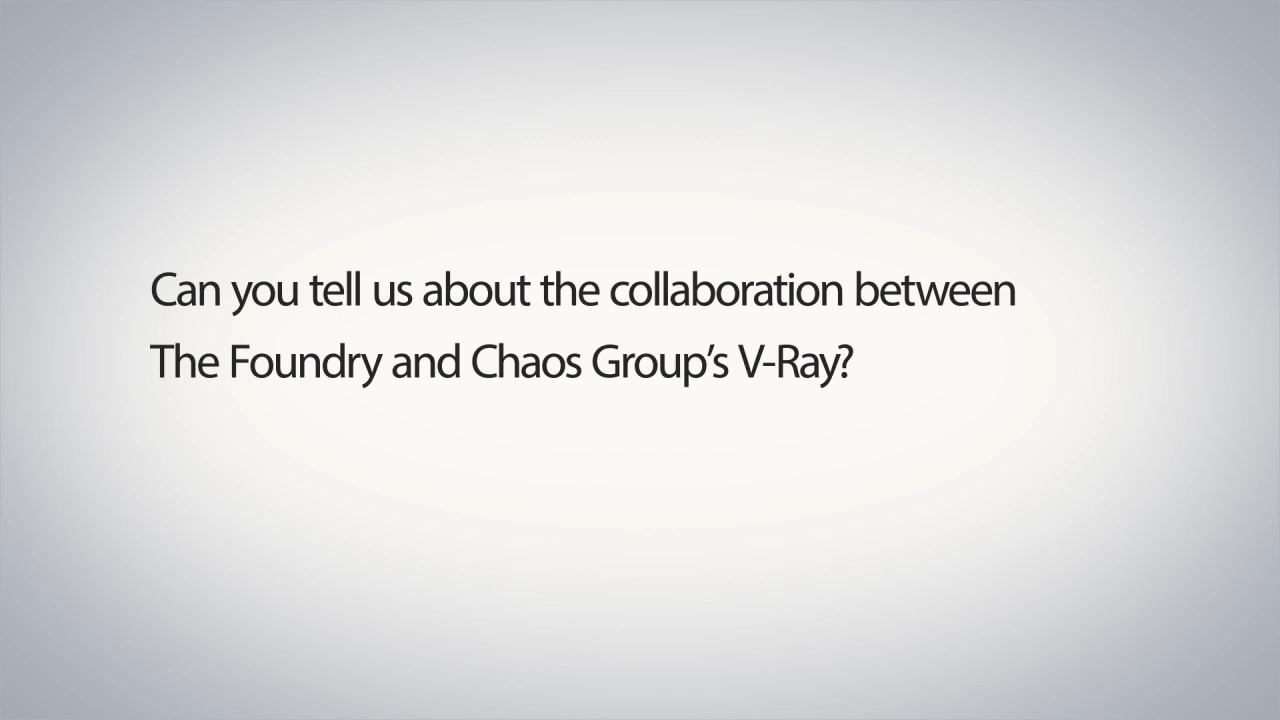 Can you tell us about the collaboration between
The Foundry and Chaos Group’s V-Ray?